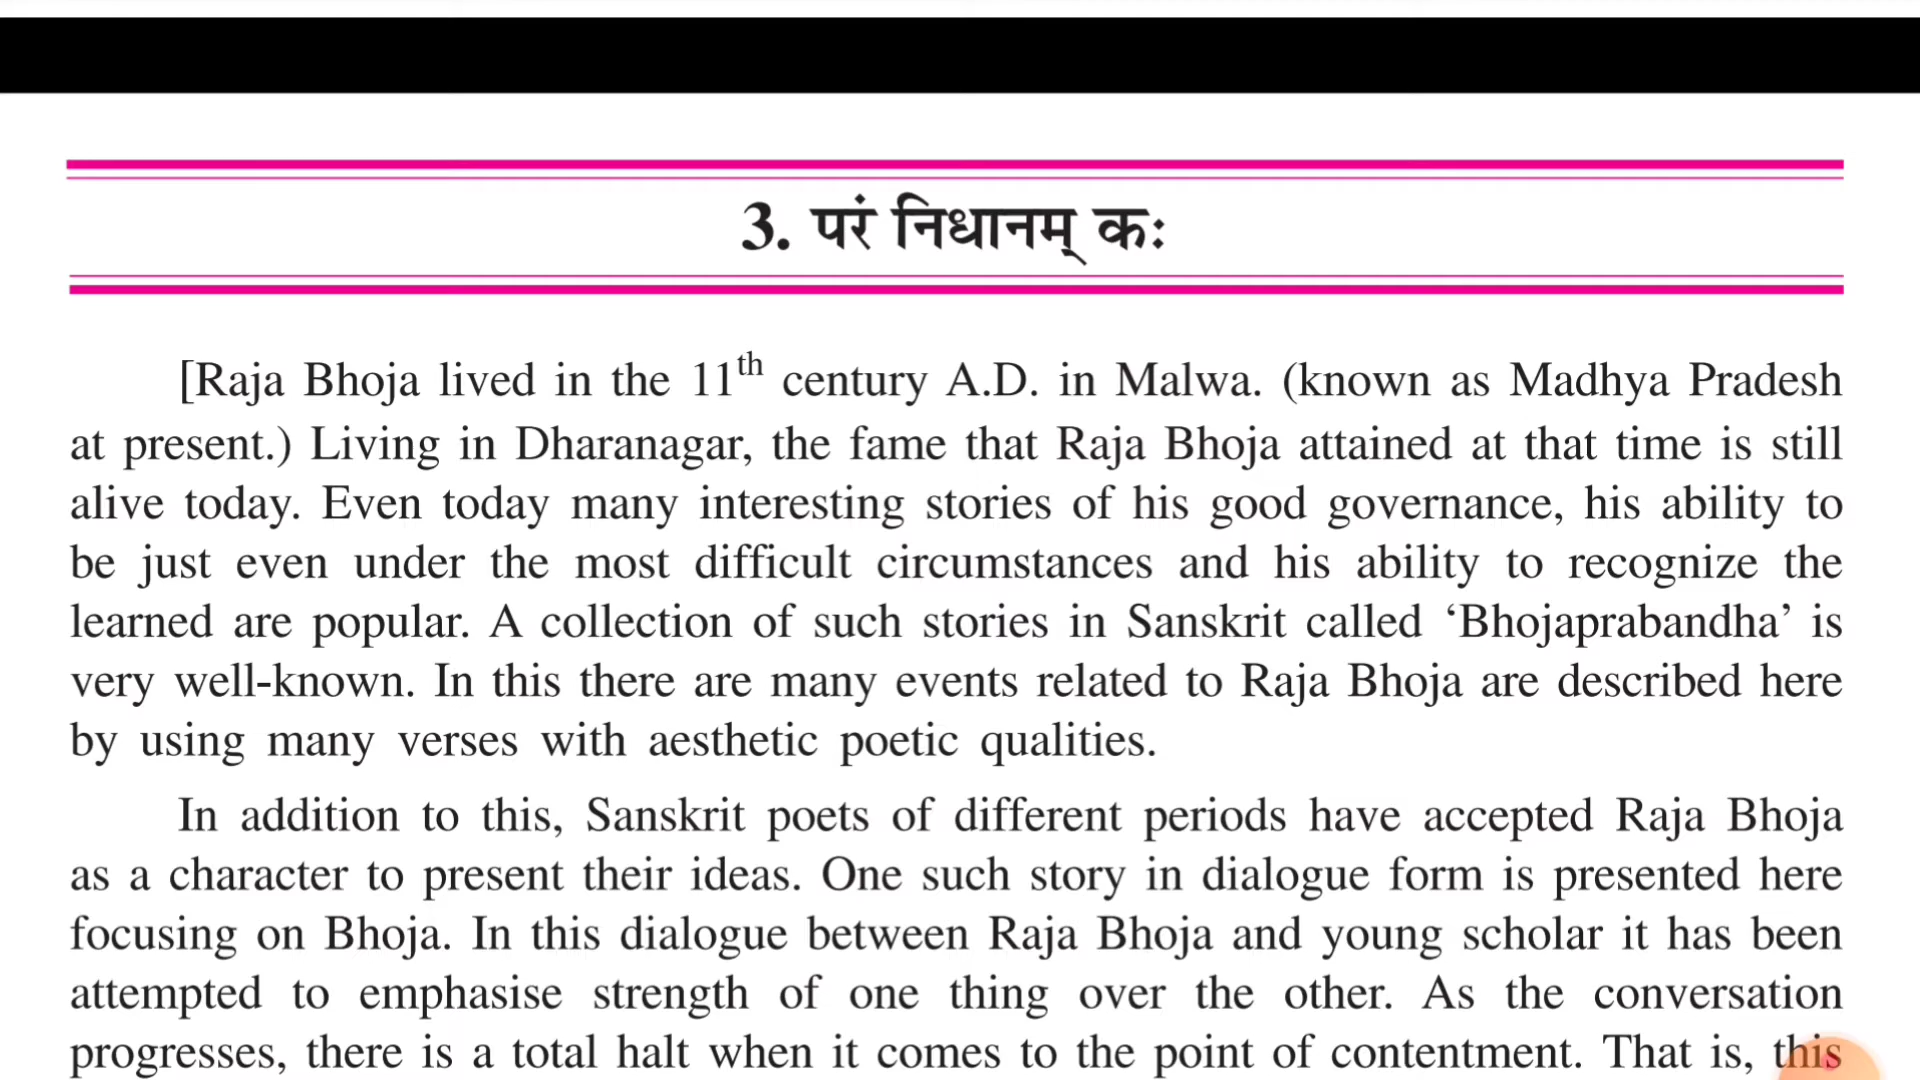 3. परं निधानम् कः
[Raja Bhoja lived in the 11th century A.D. in Malwa. (known as Madhya Pradesh
at present.) Living in Dharanagar, the fame that Raja Bhoja attained at that time is still
alive today. Even today many interesting stories of his good governance, his ability to
be just even under the most difficult circumstances and his ability to recognize the
learned are popular. A collection of such stories in Sanskrit called ‘Bhojaprabandha’ is
very well-known. In this there are many events related to Raja Bhoja are described here
by using many verses with aesthetic poetic qualities.
In addition to this, Sanskrit poets of different periods have accepted Raja Bhoja
as a character to present their ideas. One such story in dialogue form is presented here
focusing on Bhoja. In this dialogue between Raja Bhoja and young scholar it has been
attempted to emphasise strength of one thing over the other. As the conversation
progresses, there is a total halt when it comes to the point of contentment. That is, this